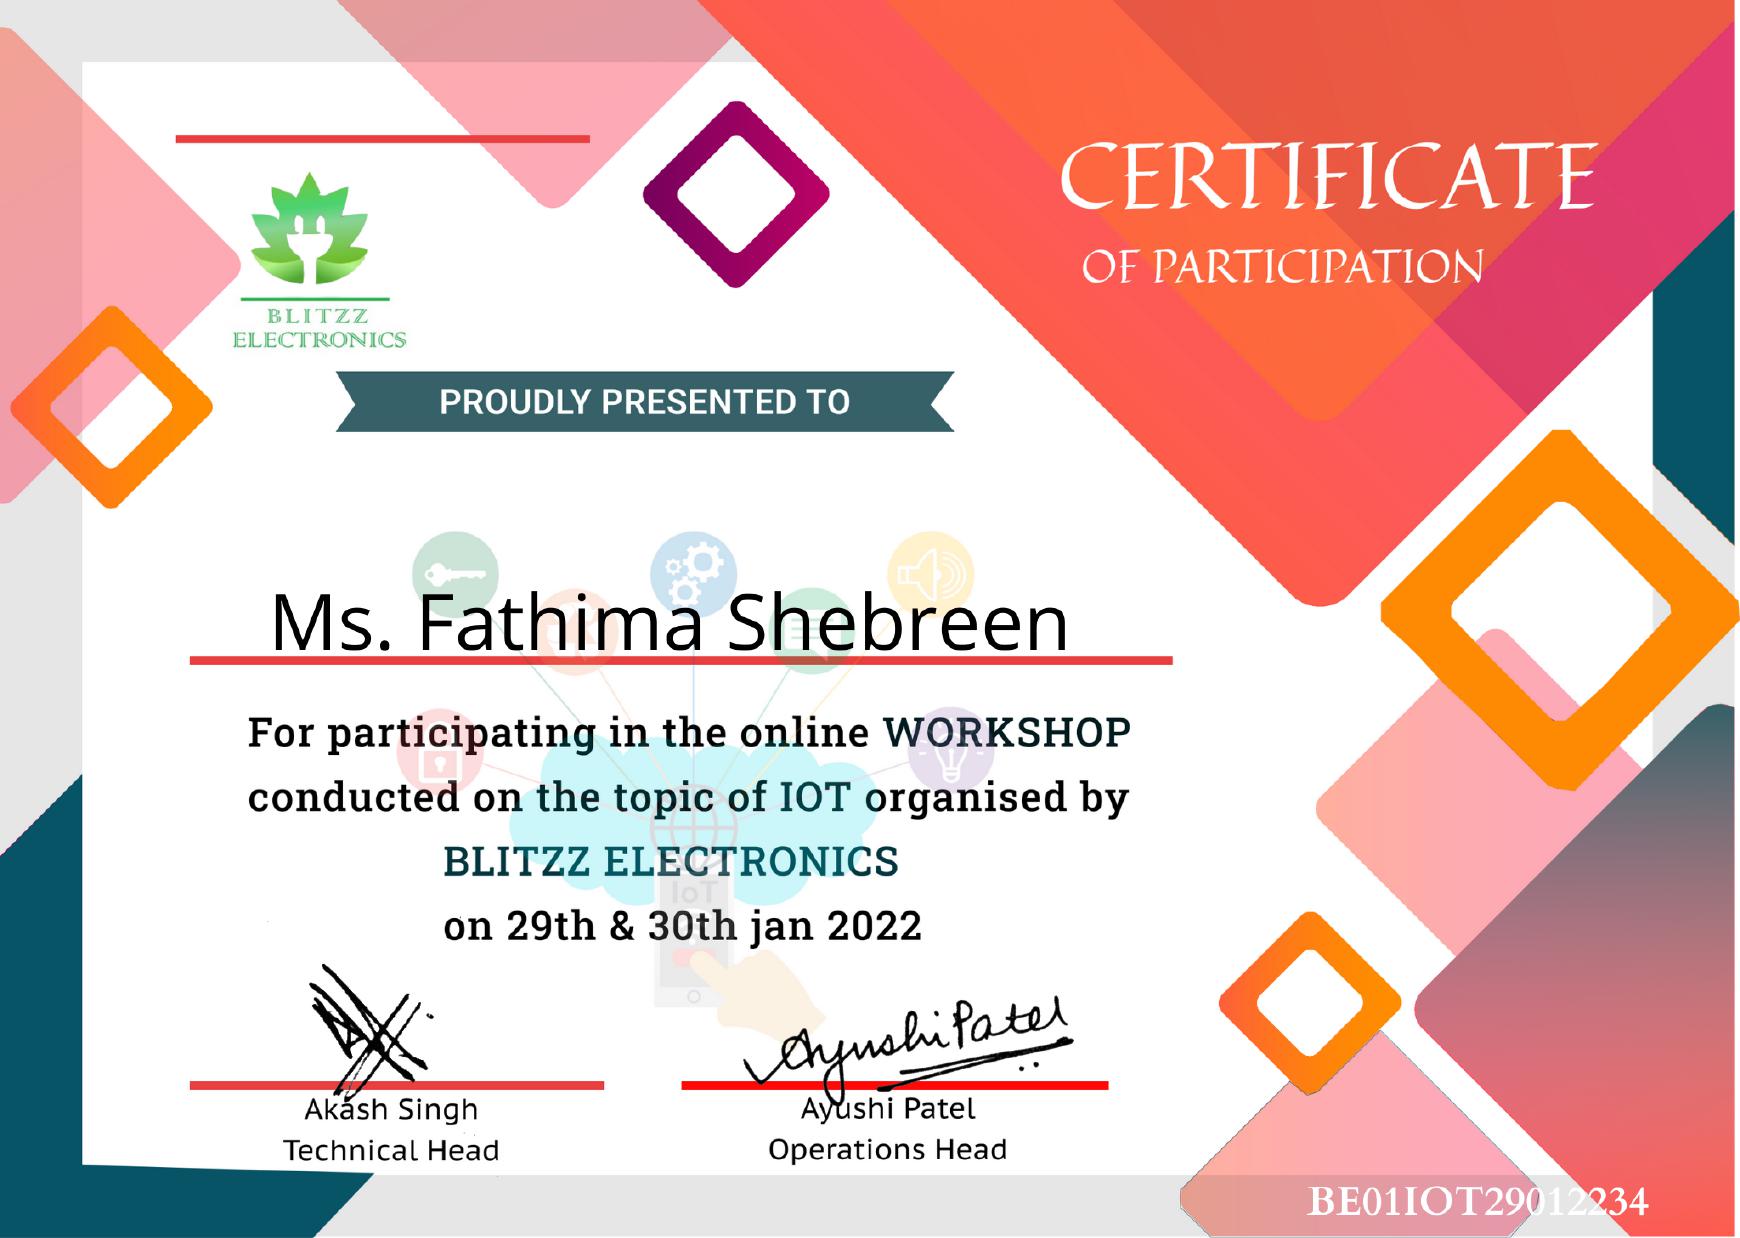 CERTIFICATE
OF PARTICIPATION
BLITZZ
ELECTRONICS
PROUDLY PRESENTED TO
Ms. Fathima Shebreen
For participating in the online WORKSHOP
conducted on the topic of IOT organised by
BLITZZ ELECTRONICS
IoT
on 29th & 30th jan 2022
Ayushi Patel
Akash Singh
Technical Head
Ayushi Patel
Operations Head
BE01IOT29012234